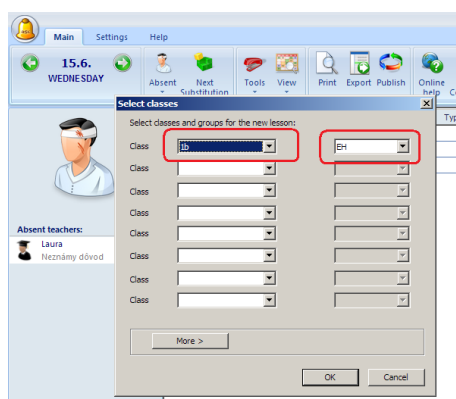 Main Settings Help
15.6.
WEDNESDAY
Absent Next Tools View Print Export Publish Online
Substitution help
Select classes
Select classes and groups for the new lesson:
Class 1b EH
Class
Class
Class
Class
Class
Class
Class
More >
OK Cancel
Absent teachers:
Laura
Neznámy dôvod